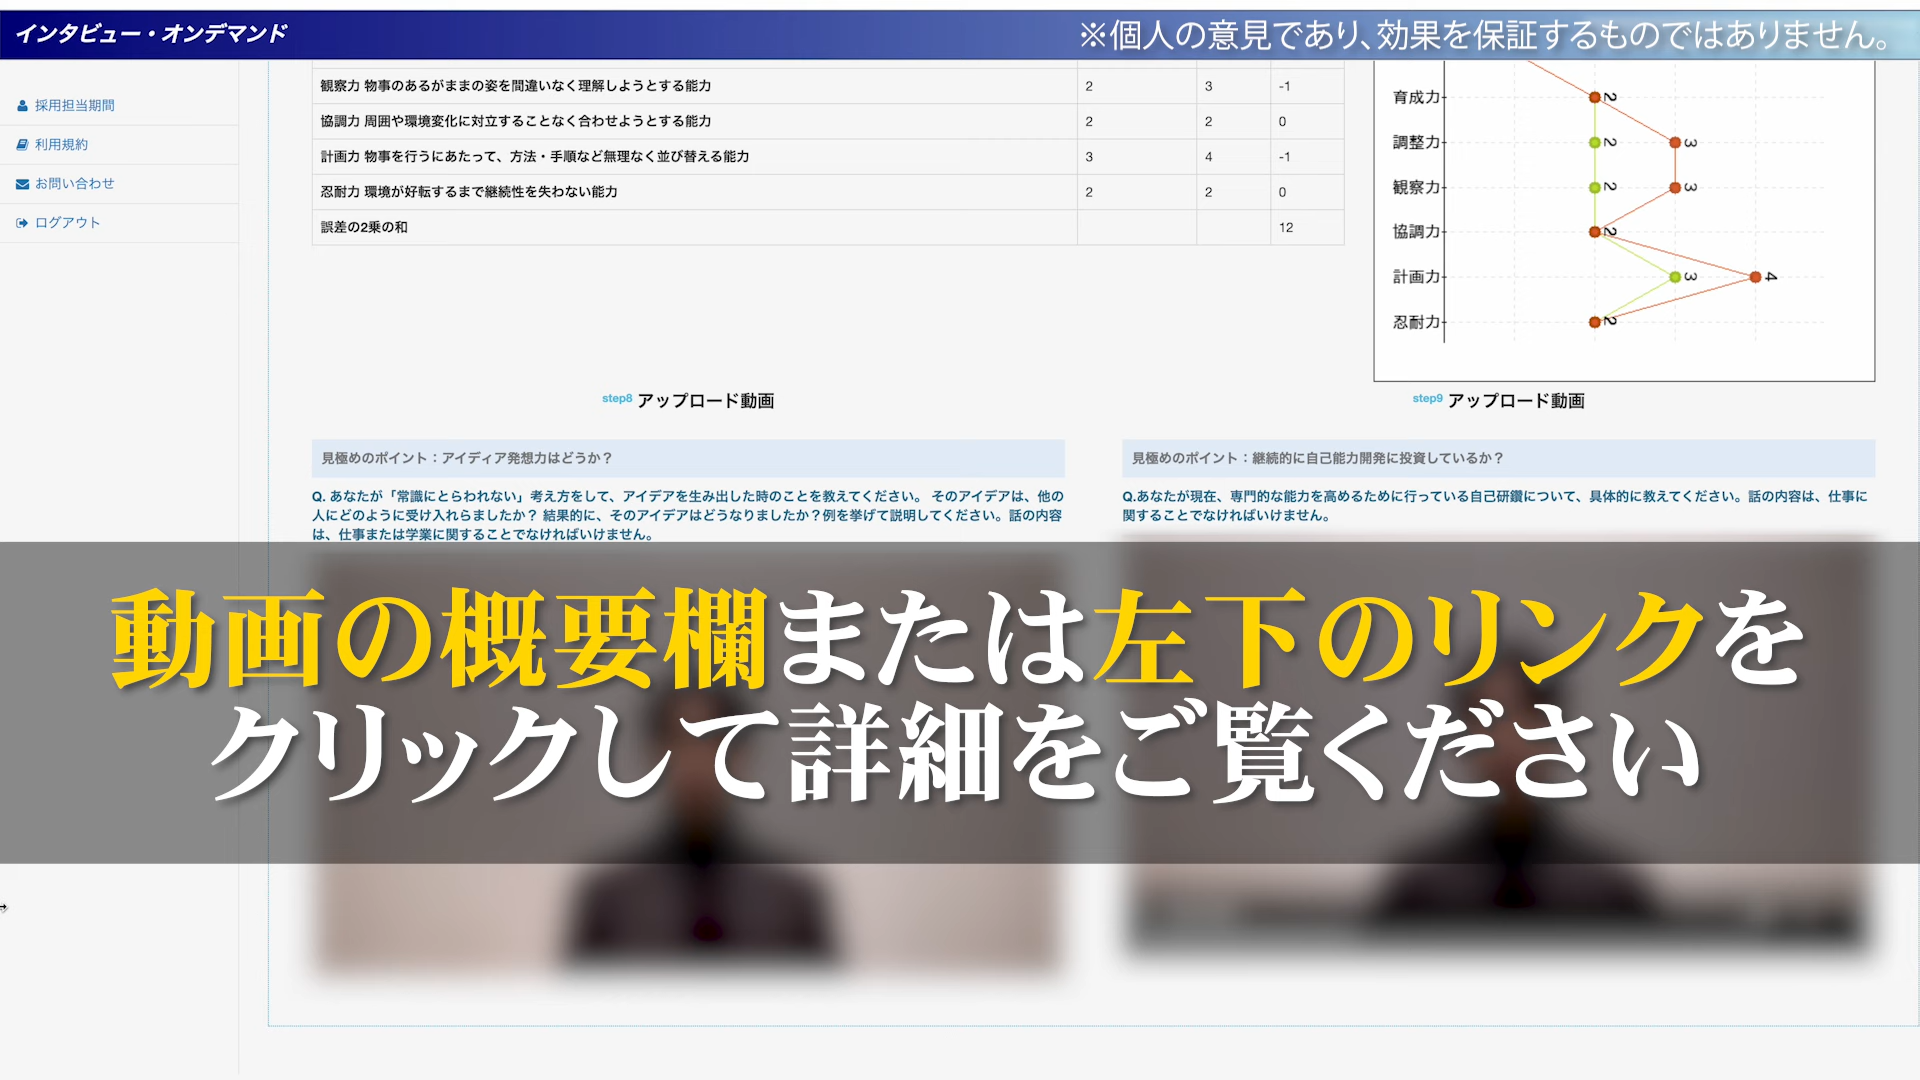 インタビュー・オンデマンド
※個人の意見であり、効果を保証するものではありません。
採用担当期間
利用規約
お問い合わせ
ログアウト
観察力 物事のあるがままの姿を間違いなく理解しようとする能力 2 3 -1
協調力 周囲や環境変化に対立することなく合わせようとする能力 2 2 0
計画力 物事を行うにあたって、方法・手順など無理なく並び替える能力 3 4 -1
忍耐力 環境が好転するまで継続性を失わない能力 2 2 0
誤差の2乗の和 12
育成力 2
調整力 2 3
観察力 2 3
協調力 2
計画力 3 4
忍耐力 2
step8 アップロード動画
見極めのポイント：アイディア発想力はどうか？
Q. あなたが「常識にとらわれない」考え方をして、アイデアを生み出した時のことを教えてください。 そのアイデアは、他の
人にどのように受け入れらましたか？ 結果的に、そのアイデアはどうなりましたか？例を挙げて説明してください。話の内容
は、仕事または学業に関することでなければいけません。
step9 アップロード動画
見極めのポイント：継続的に自己能力開発に投資しているか？
Q.あなたが現在、専門的な能力を高めるために行っている自己研鑽について、具体的に教えてください。話の内容は、仕事に
関することでなければいけません。
動画の概要欄または左下のリンクを
クリックして詳細をご覧ください